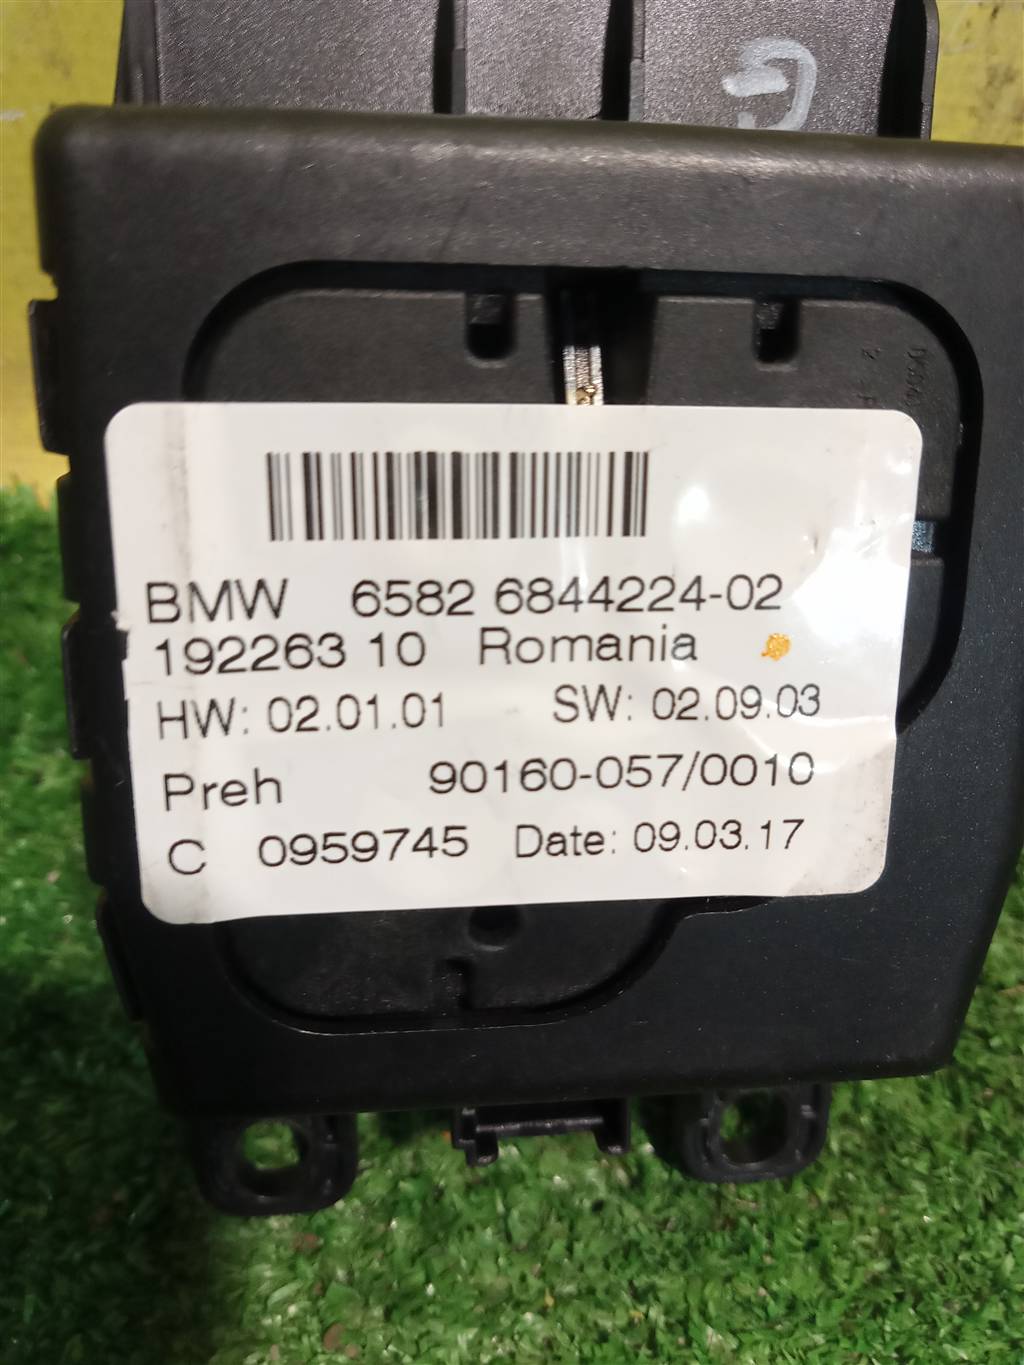 G
BMW 6582 6844224-02
192263 10 Romania
HW: 02.01.01 SW: 02.09.03
Preh 90160-057/0010
C 0959745 Date: 09.03.17